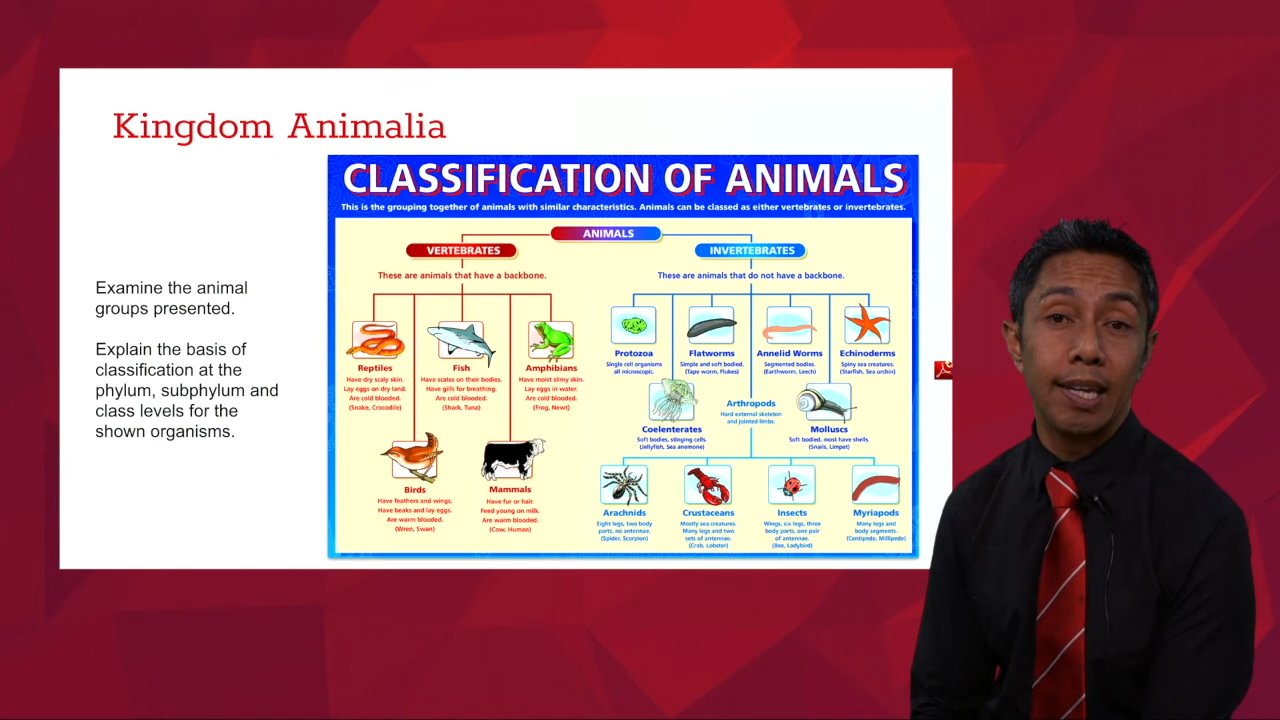 Kingdom Animalia
Examine the animal
groups presented.
Explain the basis of
classification at the
phylum, subphylum and
class levels for the
shown organisms.
CLASSIFICATION OF ANIMALS
This is the grouping together of animals with similar characteristics. Animals can be classed as either vertebrates or invertebrates.
ANIMALS
VERTEBRATES
These are animals that have a backbone.
Reptiles
Have dry scaly skin.
Lay eggs on dry land.
Are cold blooded.
(Snake, Crocodile)
Fish
Have scales on their bodies.
Have gills for breathing.
Are cold blooded.
(Shark, Tuna)
Amphibians
Have moist slimy skin.
Lay eggs in water.
Are cold blooded.
(Frog, Newt)
Birds
Have feathers and wings.
Have beaks and lay eggs.
Are warm blooded.
(Wren, Swan)
Mammals
Have fur or hair.
Feed young on milk.
Are warm blooded.
(Cow, Human)
INVERTEBRATES
These are animals that do not have a backbone.
Protozoa
Single cell organisms
all microscopic.
Flatworms
Simple and soft bodied.
(Tape worm, Flukes)
Annelid Worms
Segmented bodies.
(Earthworm, Leech)
Echinoderms
Spiny sea creatures.
(Starfish, Sea urchin)
Coelenterates
Soft bodies, stinging cells.
(Jellyfish, Sea anemone)
Arthropods
Hard external skeleton
and jointed limbs.
Molluscs
Soft bodied, most have shells.
(Snails, Limpet)
Arachnids
Eight legs, two body
parts, no antennae.
(Spider, Scorpion)
Crustaceans
Mostly sea creatures.
Many legs and two
sets of antennae.
(Crab, Lobster)
Insects
Wings, six legs, three
body parts, one pair
of antennae.
(Bee, Ladybird)
Myriapods
Many legs and
body segments.
(Centipede, Millipede)